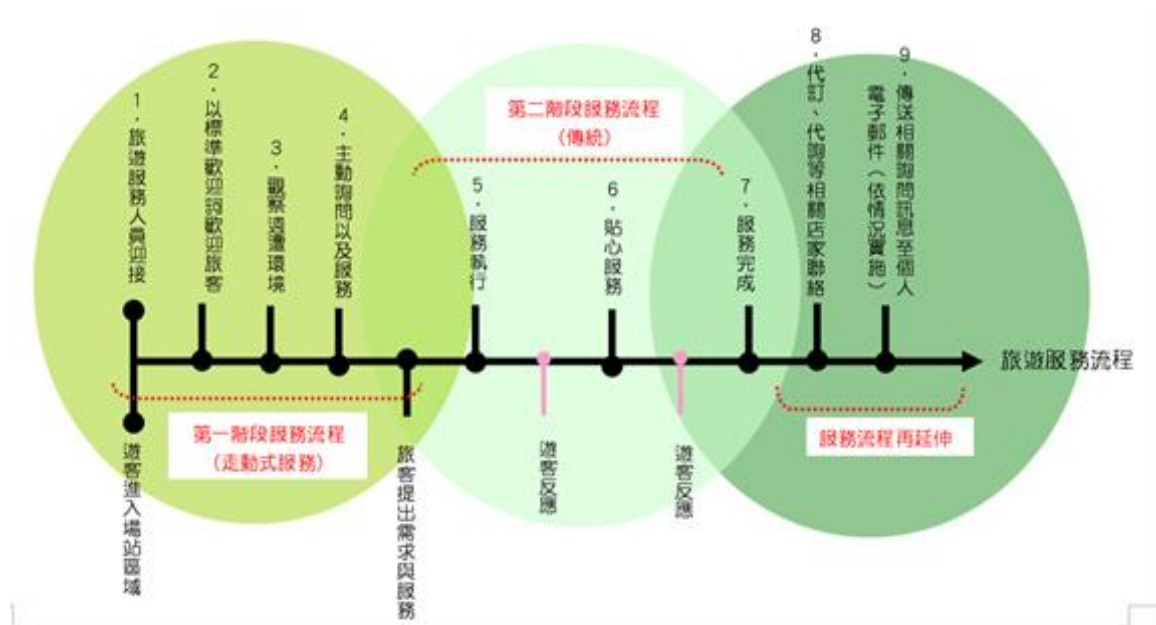 1．旅遊服務人員迎接
2．以標準歡迎詞歡迎旅客
3．觀察週遭環境
4．主動詢問以及服務
第二階段服務流程
（傳統）
5．服務執行
6．貼心服務
7．服務完成
8．代訂、代詢等相關店家聯絡
9．傳送相關詢問訊息至個人
電子郵件（依情況實施）
旅遊服務流程
第一階段服務流程
（走動式服務）
服務流程再延伸
遊客進入場站區域
旅客提出需求與服務
遊客反應
遊客反應